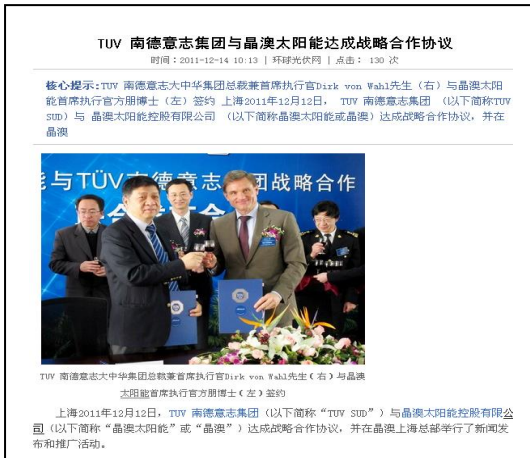 TUV 南德意志集团与晶澳太阳能达成战略合作协议
时间：2011-12-14 10:13 | 环球光伏网 | 点击： 130 次
核心提示:TUV 南德意志大中华集团总裁兼首席执行官Dirk von Wahl先生（右）与晶澳太阳
能首席执行官方朋博士（左）签约 上海2011年12月12日， TUV 南德意志集团 （以下简称TUV
SUD）与 晶澳太阳能控股有限公司 （以下简称晶澳太阳能或晶澳）达成战略合作协议，并在
晶澳
能与TÜV南德意志集团战略合作
TUV 南德意志大中华集团总裁兼首席执行官Dirk von Wahl先生（右）与晶澳
太阳能首席执行官方朋博士（左）签约
上海2011年12月12日，TUV 南德意志集团（以下简称“TUV SUD”）与晶澳太阳能控股有限公
司（以下简称“晶澳太阳能”或“晶澳”）达成战略合作协议，并在晶澳上海总部举行了新闻发
布和推广活动。